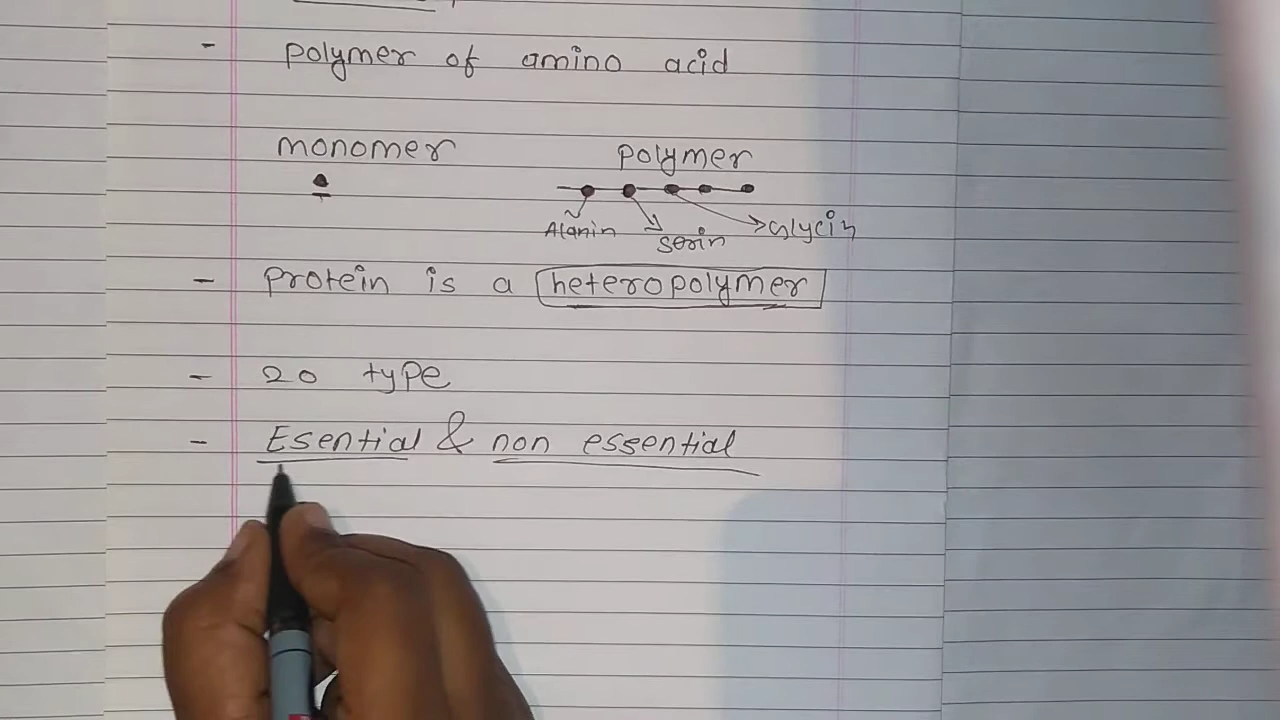 - polymer of amino acid
monomer polymer
Alanin serin Glycin
- protein is a heteropolymer
- 20 type
- Esential & non essential